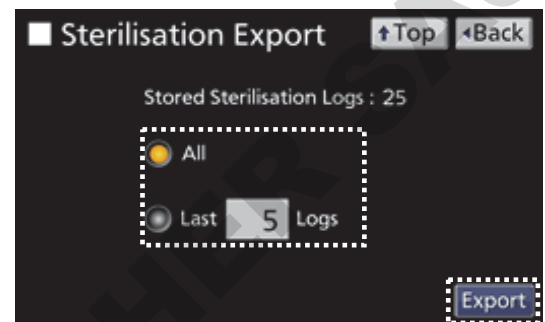 Sterilisation Export
Top
Back
Stored Sterilisation Logs : 25
All
Last 5 Logs
Export